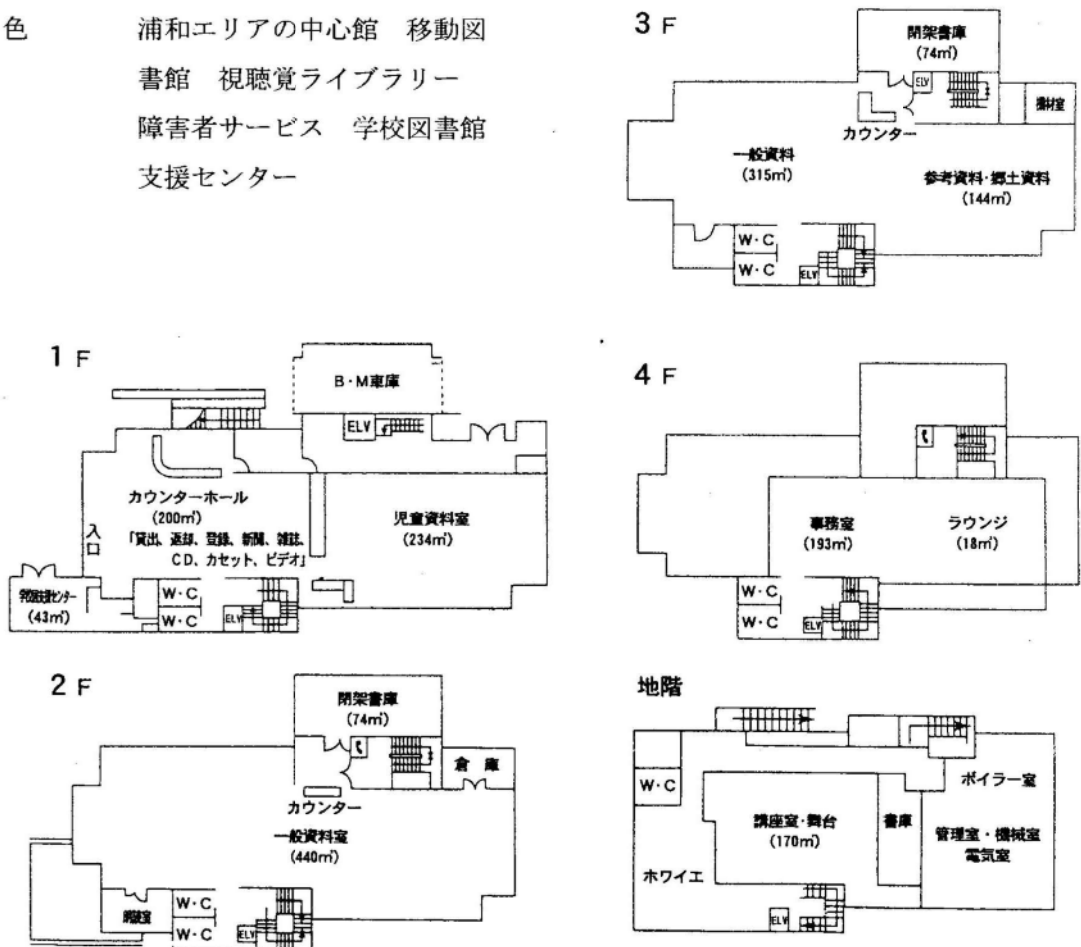 色
浦和エリアの中心館 移動図
書館 視聴覚ライブラリー
障害者サービス 学校図書館
支援センター
3 F
閉架書庫
(74㎡)
ELV
機材室
カウンター
一般資料
(315㎡)
参考資料・郷土資料
(144㎡)
W・C
W・C
ELV
1 F
B・M車庫
ELV
カウンターホール
(200㎡)
「貸出、返却、登録、新聞、雑誌、
CD、カセット、ビデオ」
入口
児童資料室
(234㎡)
(43㎡)
W・C
W・C
ELV
4 F
事務室
(193㎡)
ラウンジ
(18㎡)
W・C
W・C
ELV
2 F
閉架書庫
(74㎡)
倉 庫
カウンター
一般資料室
(440㎡)
W・C
W・C
ELV
地階
W・C
ボイラー室
講座室・舞台
(170㎡)
書庫
管理室・機械室
電気室
ホワイエ
ELV